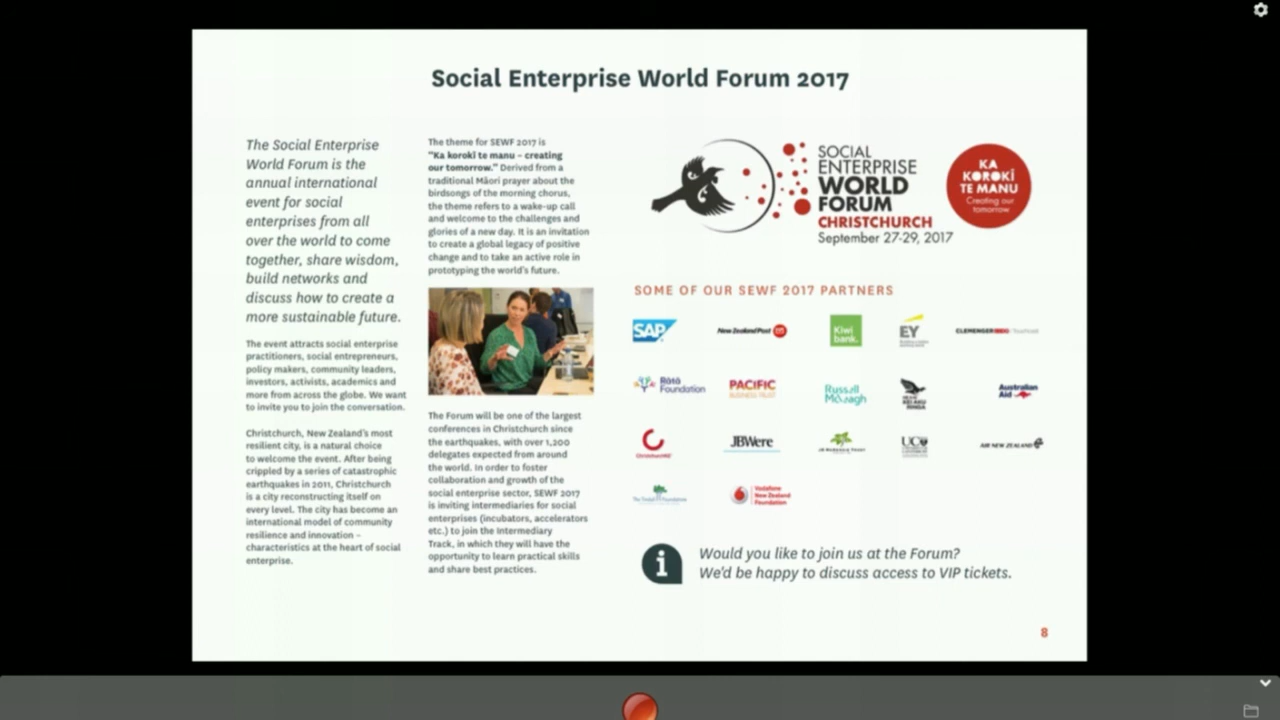 Social Enterprise World Forum 2017
The Social Enterprise
World Forum is the
annual international
event for social
enterprises from all
over the world to come
together, share wisdom,
build networks and
discuss how to create a
more sustainable future.
The event attracts social enterprise
practitioners, social entrepreneurs,
policy makers, community leaders,
investors, activists, academics and
more from across the globe. We want
to invite you to join the conversation.
Christchurch, New Zealand's most
resilient city, is a natural choice
to welcome the event. After being
crippled by a series of catastrophic
earthquakes in 2011, Christchurch
is a city reconstructing itself on
every level. The city has become an
international model of community
resilience and innovation –
characteristics at the heart of social
enterprise.
The theme for SEWF 2017 is
"Ka korokī te manu – creating
our tomorrow." Derived from a
traditional Māori prayer about the
birdsongs of the morning chorus,
the theme refers to a wake-up call
and welcome to the challenges and
glories of a new day. It is an invitation
to create a global legacy of positive
change and to take an active role in
prototyping the world's future.
The Forum will be one of the largest
conferences in Christchurch since
the earthquakes, with over 1,200
delegates expected from around
the world. In order to foster
collaboration and growth of the
social enterprise sector, SEWF 2017
is inviting intermediaries for social
enterprises (incubators, accelerators
etc.) to join the Intermediary
Track, in which they will have the
opportunity to learn practical skills
and share best practices.
SOCIAL
ENTERPRISE
WORLD
FORUM
CHRISTCHURCH
September 27-29, 2017
KA
KOROKĪ
TE MANU
Creating our
tomorrow
SOME OF OUR SEWF 2017 PARTNERS
SAP
New Zealand Post
Kiwi
bank.
EY
CLEMENGER BBDO
Rātā
Foundation
PACIFIC
BUSINESS TRUST
Russell
McVeagh
Australian
Aid
ChristchurchNZ
JBWere
UC
AIR NEW ZEALAND
The Tindall Foundation
Vodafone
New Zealand
Foundation
i
Would you like to join us at the Forum?
We'd be happy to discuss access to VIP tickets.
8